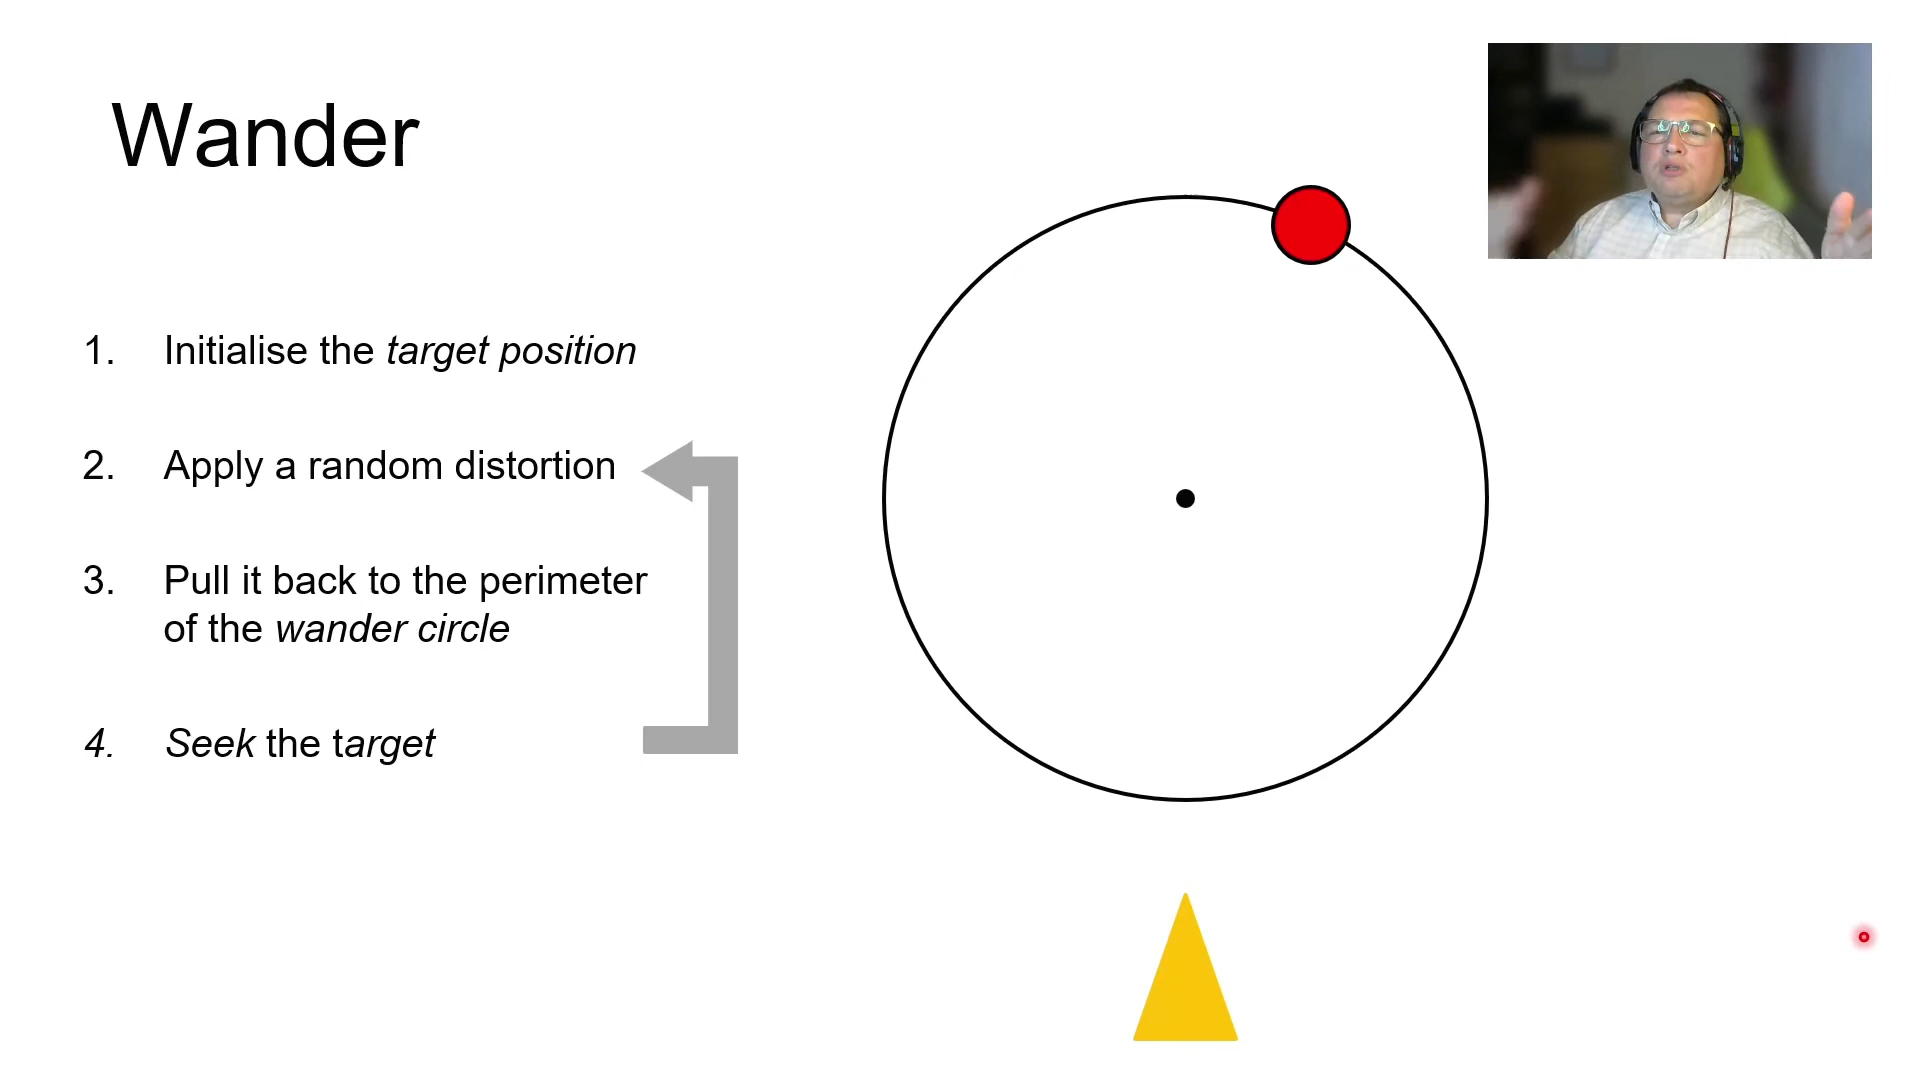 Wander
1. Initialise the target position
2. Apply a random distortion
3. Pull it back to the perimeter
of the wander circle
4. Seek the target